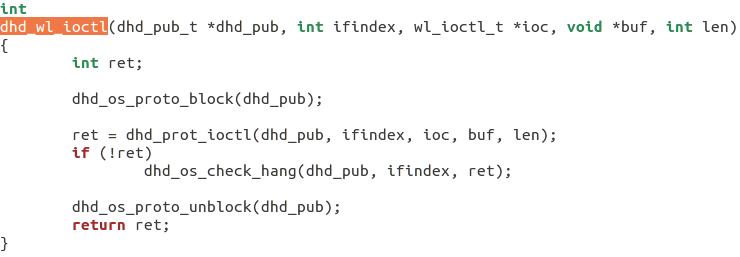 int
dhd_wl_ioctl(dhd_pub_t *dhd_pub, int ifindex, wl_ioctl_t *ioc, void *buf, int len)
{
        int ret;

        dhd_os_proto_block(dhd_pub);

        ret = dhd_prot_ioctl(dhd_pub, ifindex, ioc, buf, len);
        if (!ret)
                dhd_os_check_hang(dhd_pub, ifindex, ret);

        dhd_os_proto_unblock(dhd_pub);
        return ret;
}